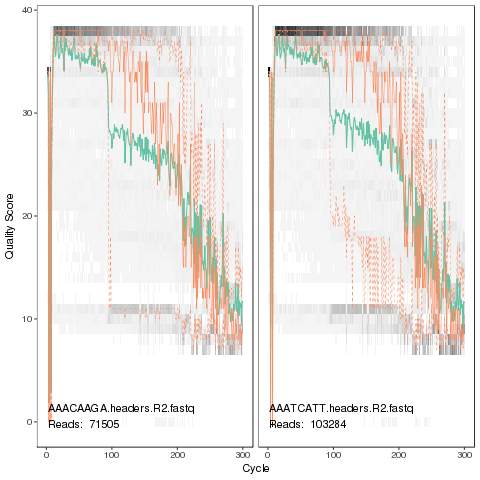 40
30
20
10
0
Quality Score
AAACAAGA.headers.R2.fastq
Reads: 71505
AAATCATT.headers.R2.fastq
Reads: 103284
0 100 200 300 0 100 200 300
Cycle